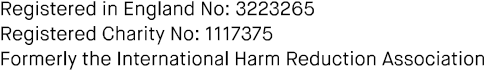 Registered in England No: 3223265
Registered Charity No: 1117375
Formerly the International Harm Reduction Association